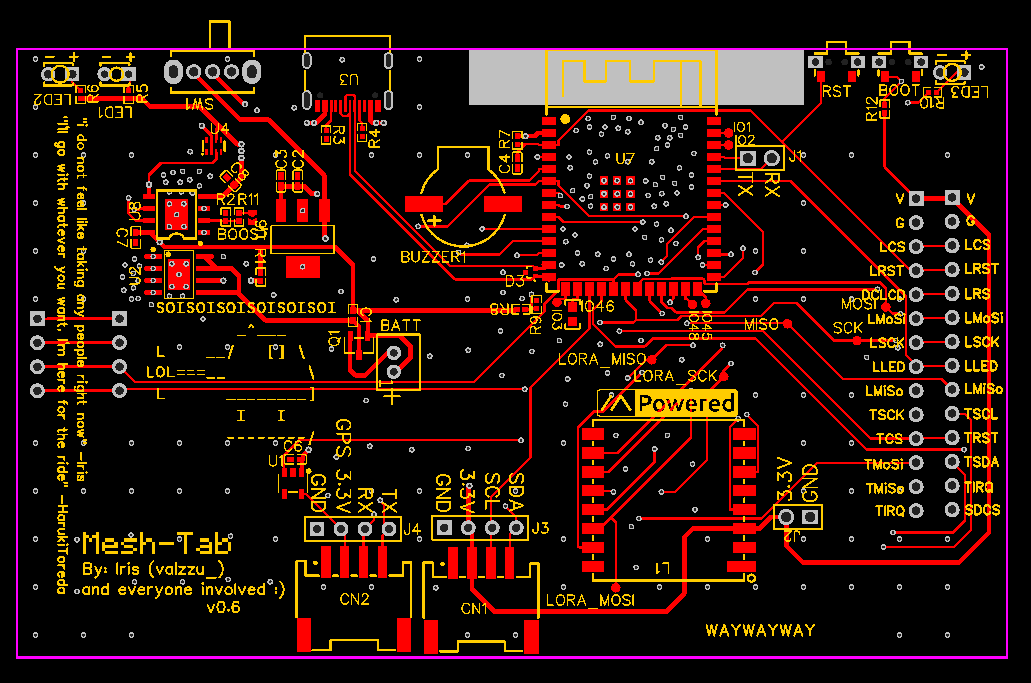 U3
SW1
LED2
R6
LED1
R5
RST
BOOT
R12
R10
LED3
U4
R3
R4
R7
C4
U7
IO1
IO2
J1
TX
RX
C3
C2
R2
R11
BOOST
C7
R1
BUZZER1
D3
SOISOISOISOISOISOI
R8
R9
IO3
IO46
IO48
IO45
MISO
MOSI
SCK
C1
Q1
BATT
+
1
_^_
L __/ [] \
LOL===__
L ________]
I I
--------/
LORA_MISO
LORA_SCK
Powered
GPS
C6
U1
GND
3.3V
RX
TX
J4
GND
3.3V
SCL
SDA
J3
3.3V
GND
J2
L1
LORA_MOSI
CN2
CN1
V
G
LCS
LRST
DCLCD
LMoSi
LSCK
LLED
LMiSo
TSCK
TCS
TMoSi
TMiSo
TIRQ
V
G
LCS
LRST
LRS
LMoSi
LSCK
LLED
LMiSo
TSCL
TRST
TSDA
TIRQ
SDCS
"I do not feel like taking any people right now" -Iris
"I'll go with whatever you want. Im here for the ride" -HarukiToreda
Mesh-Tab
By: Iris (valzzu_)
and everyone involved :)
v0.6
WAYWAYWAY